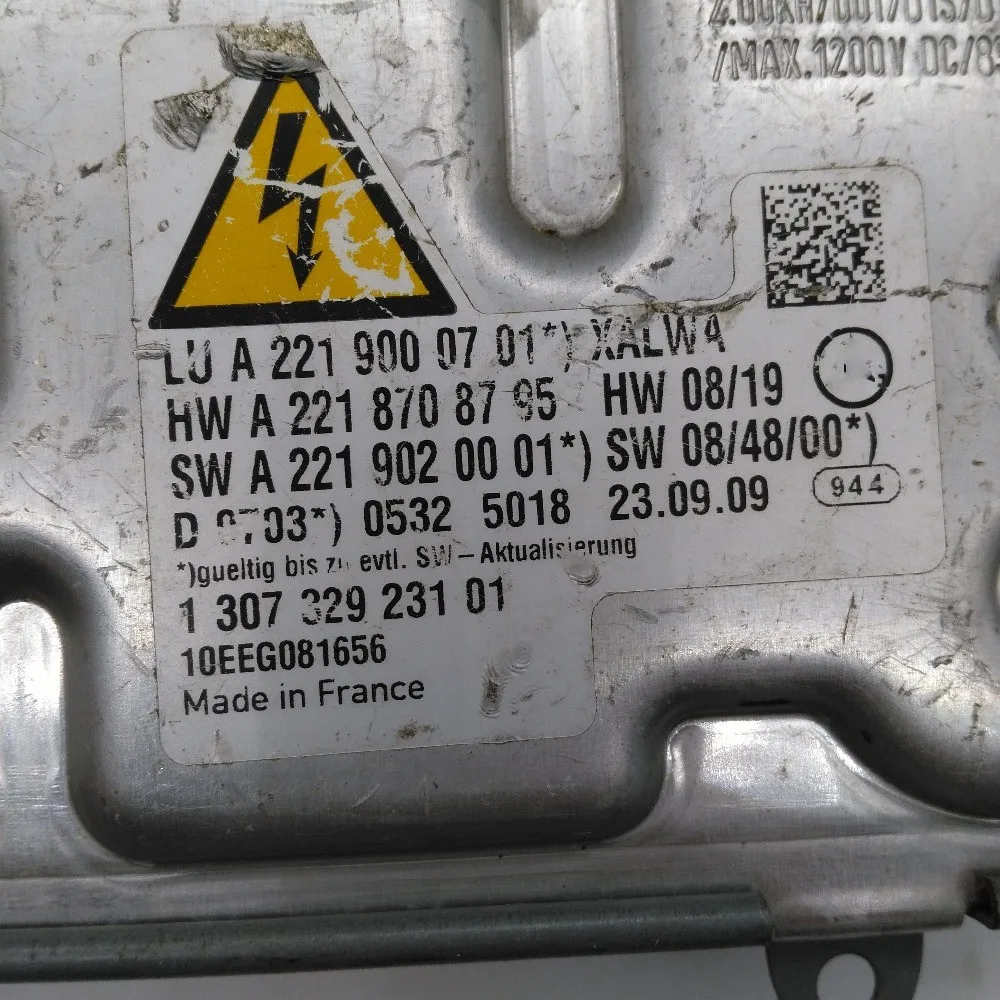 /MAX. 1200V DC/
LU A 221 900 07 01*) XALWA
HW A 221 870 87 95 HW 08/19
SW A 221 902 00 01*) SW 08/48/00*)
D 0532 5018 23.09.09 944
*)gueltig bis zu evtl. SW-Aktualisierung
1 307 329 231 01
10EEG081656
Made in France